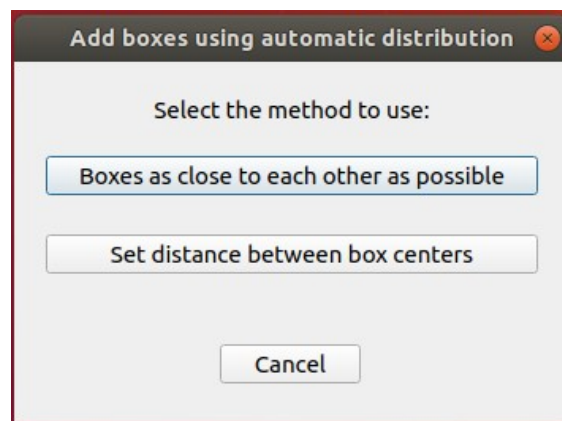 Add boxes using automatic distribution
Select the method to use:
Boxes as close to each other as possible
Set distance between box centers
Cancel